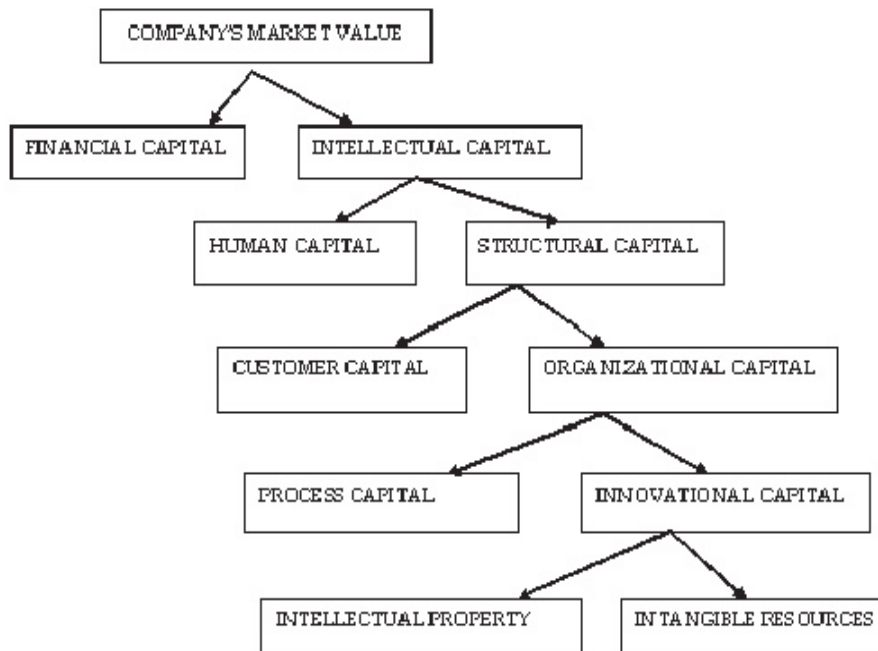 COMPANY'S MARKET VALUE
FINANCIAL CAPITAL
INTELLECTUAL CAPITAL
HUMAN CAPITAL
STRUCTURAL CAPITAL
CUSTOMER CAPITAL
ORGANIZATIONAL CAPITAL
PROCESS CAPITAL
INNOVATIONAL CAPITAL
INTELLECTUAL PROPERTY
INTANGIBLE RESOURCES